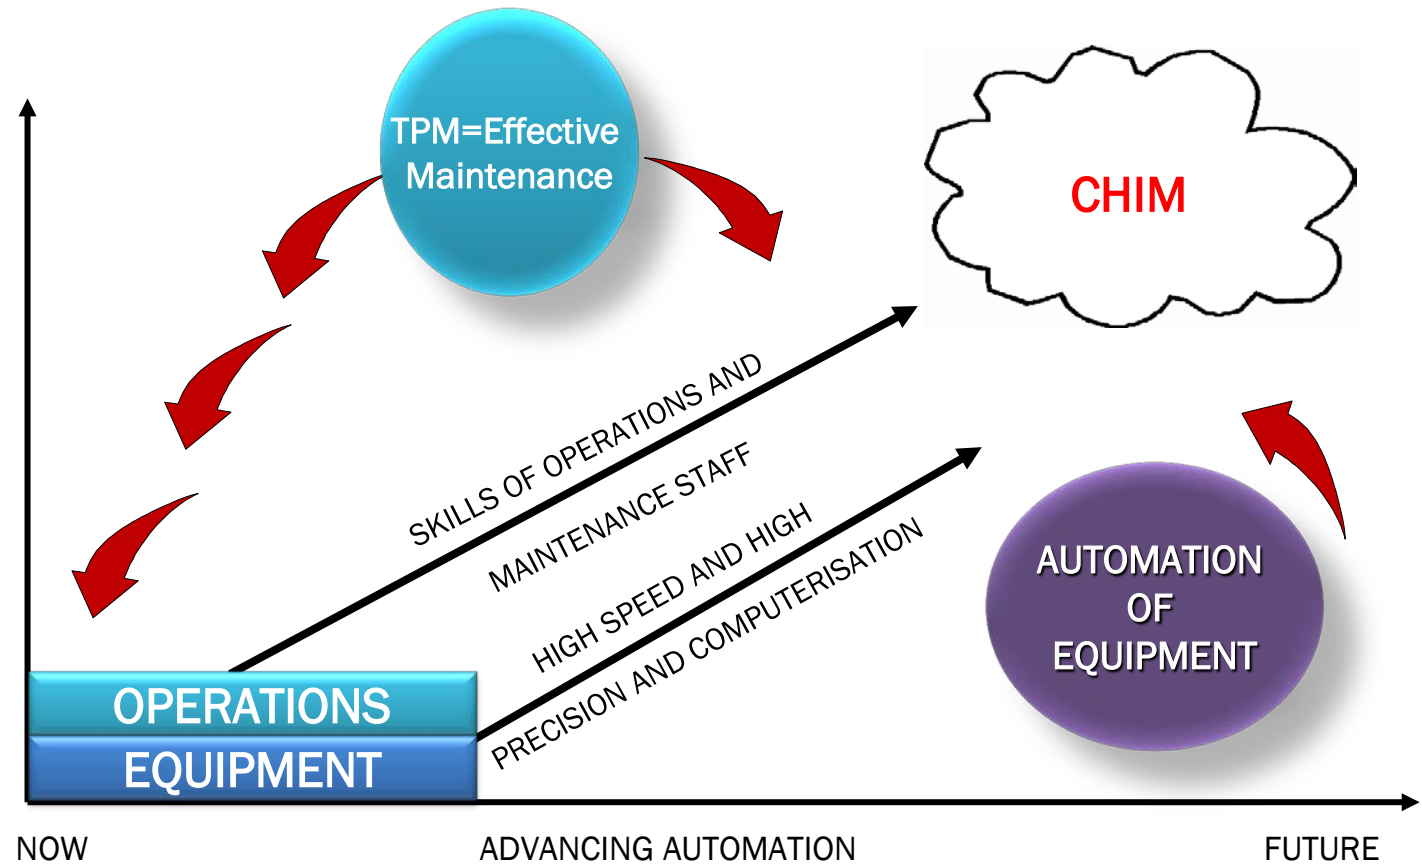 TPM=Effective
Maintenance
CHIM
SKILLS OF OPERATIONS AND
MAINTENANCE STAFF
HIGH SPEED AND HIGH
PRECISION AND COMPUTERISATION
AUTOMATION
OF
EQUIPMENT
OPERATIONS
EQUIPMENT
NOW
ADVANCING AUTOMATION
FUTURE